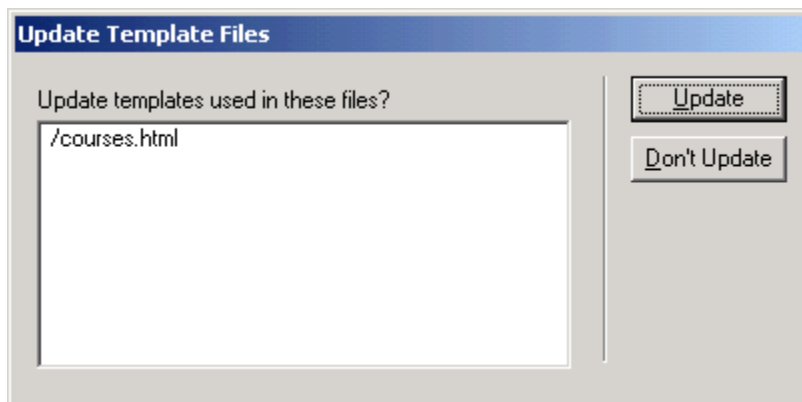 Update Template Files
Update templates used in these files?
/courses.html
Update
Don't Update